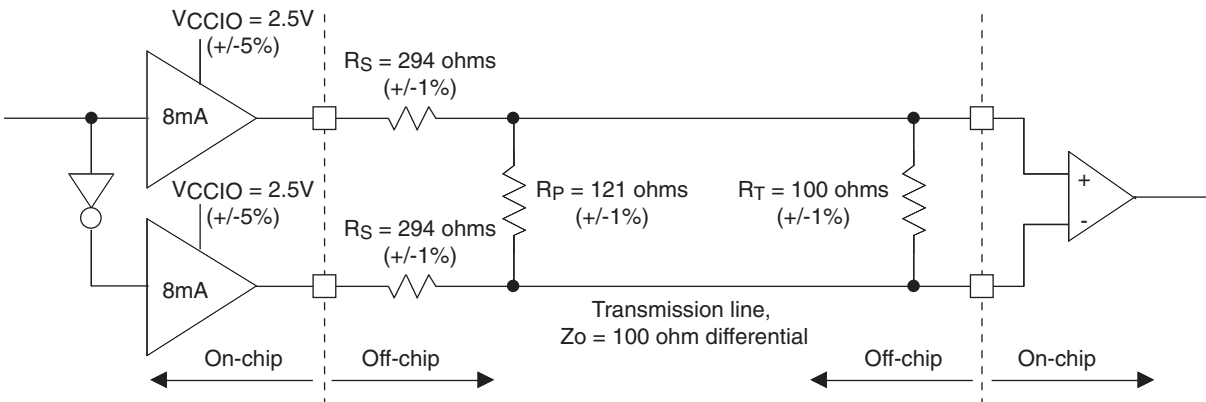 VCCIO = 2.5V
(+/-5%)
8mA
RS = 294 ohms
(+/-1%)
VCCIO = 2.5V
(+/-5%)
8mA
RS = 294 ohms
(+/-1%)
RP = 121 ohms
(+/-1%)
RT = 100 ohms
(+/-1%)
+
-
Transmission line,
Zo = 100 ohm differential
On-chip
Off-chip
Off-chip
On-chip